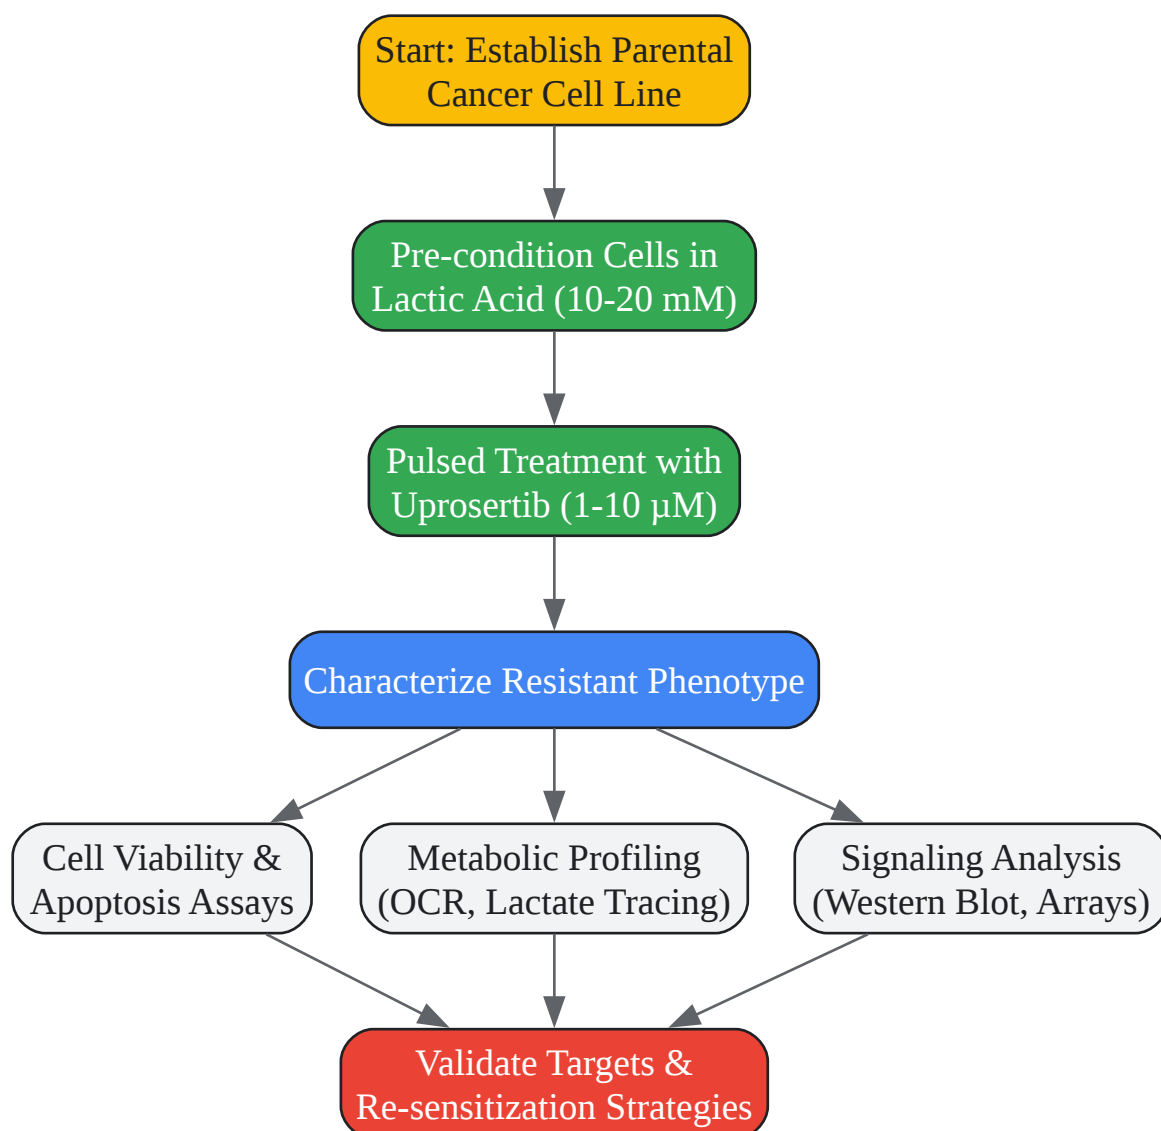 Start: Establish Parental
Cancer Cell Line
Pre-condition Cells in
Lactic Acid (10-20 mM)
Pulsed Treatment with
Uprosertib (1-10 µM)
Characterize Resistant Phenotype
Cell Viability &
Apoptosis Assays
Metabolic Profiling
(OCR, Lactate Tracing)
Signaling Analysis
(Western Blot, Arrays)
Validate Targets &
Re-sensitization Strategies